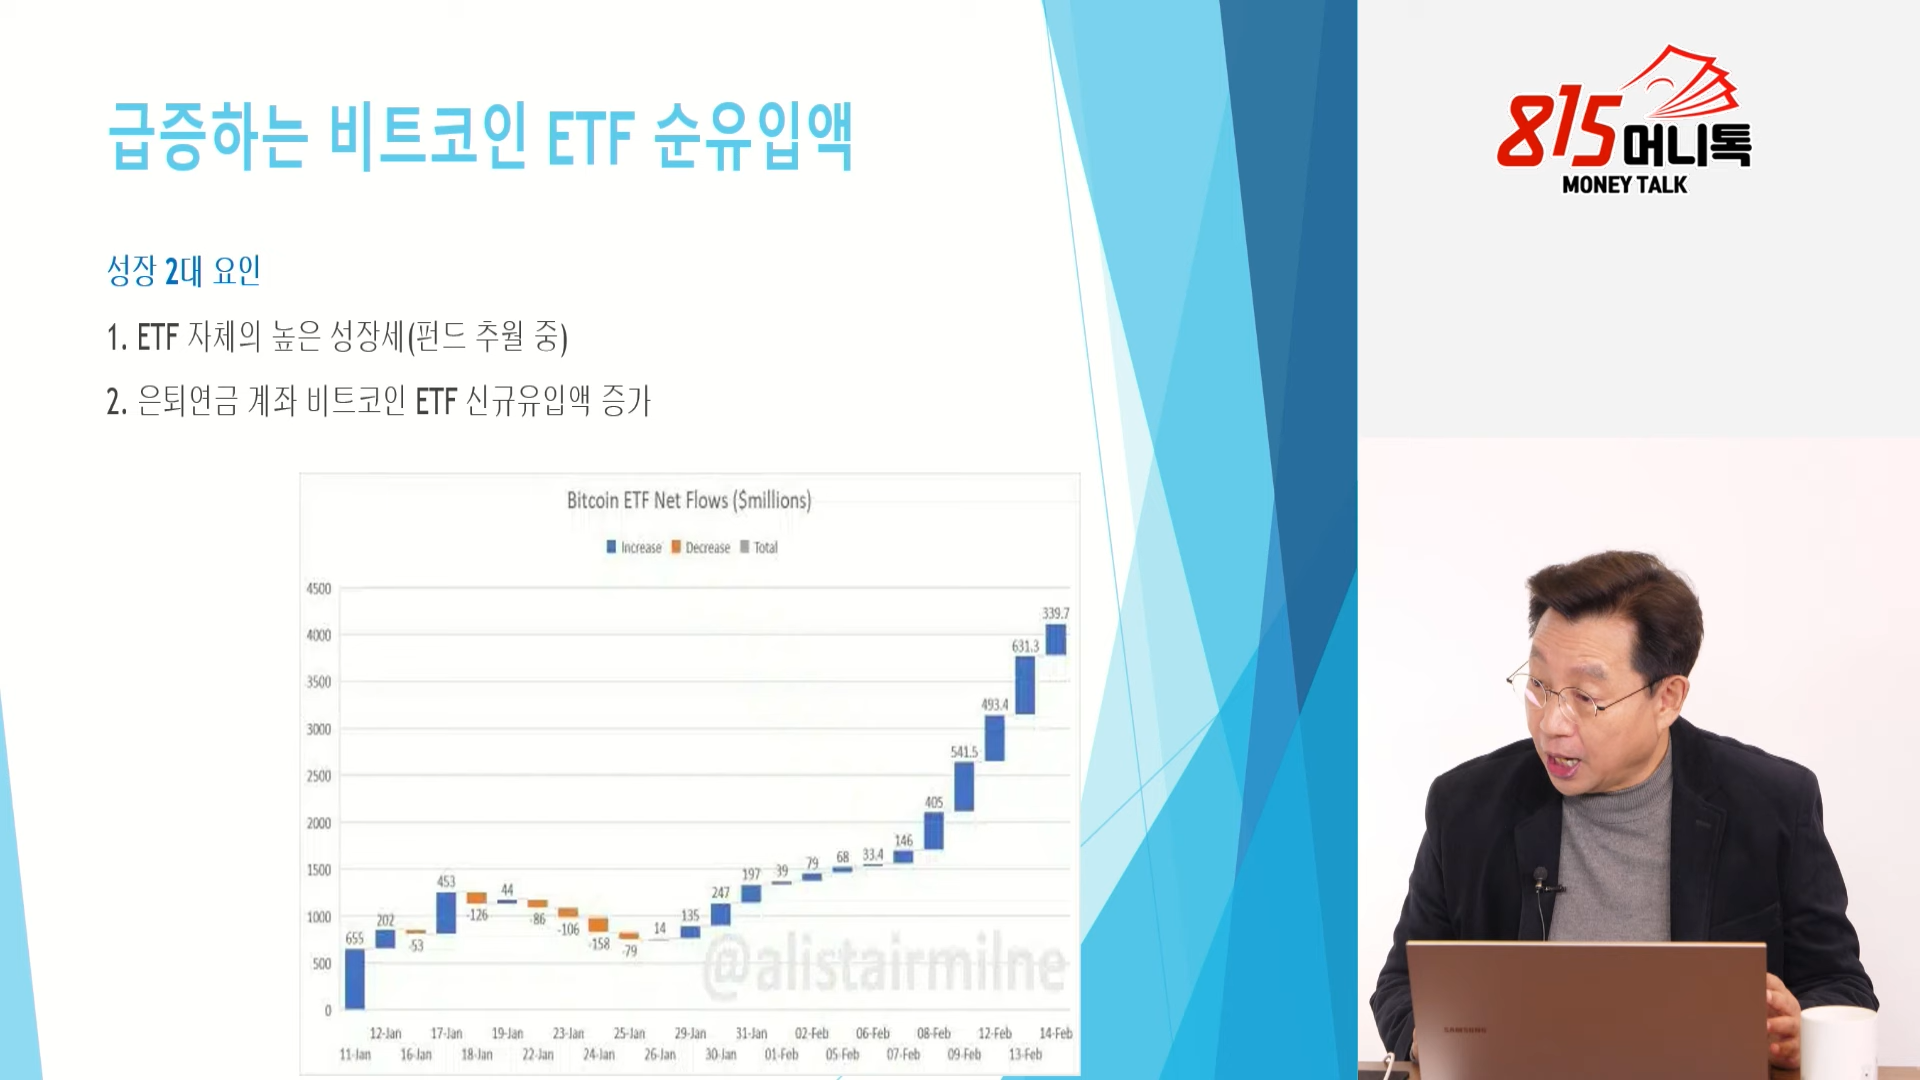 급증하는 비트코인 ETF 순유입액
815머니톡
MONEY TALK
성장 2대 요인
1. ETF 자체의 높은 성장세(펀드 추월 중)
2. 은퇴연금 계좌 비트코인 ETF 신규유입액 증가
Bitcoin ETF Net Flows ($millions)
Increase Decrease Total
4500
4000
3500
3000
2500
2000
1500
1000
500
0
655
202
-53
453
-126
44
-86
-106
-158
-79
14
135
247
197
39
79
68
33.4
146
405
541.5
493.4
631.3
339.7
@alistairmilne
12-Jan 17-Jan 19-Jan 23-Jan 25-Jan 29-Jan 31-Jan 02-Feb 06-Feb 08-Feb 12-Feb 14-Feb
11-Jan 16-Jan 18-Jan 22-Jan 24-Jan 26-Jan 30-Jan 01-Feb 05-Feb 07-Feb 09-Feb 13-Feb
SAMSUNG